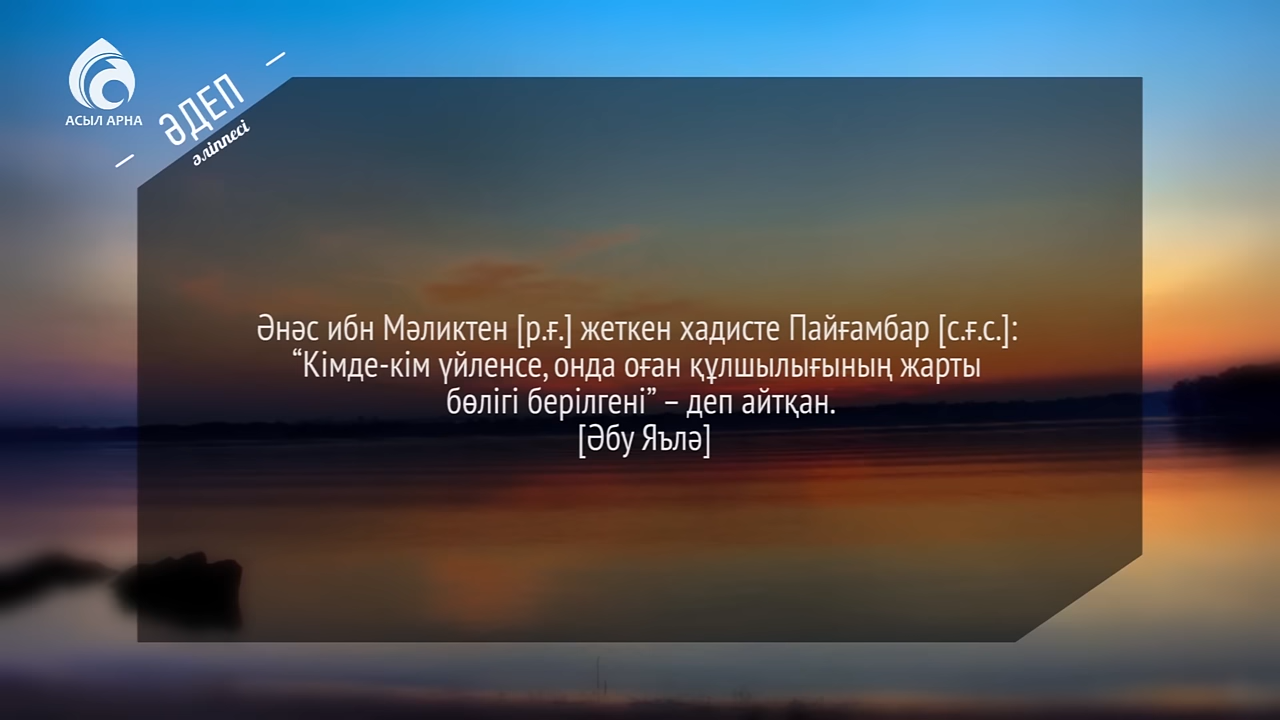 АСЫЛ АРНА
ӘДЕП
әліппесі
Әнәс ибн Мәликтен [р.ғ.] жеткен хадисте Пайғамбар [с.ғ.с.]:
“Кімде-кім үйленсе, онда оған құлшылығының жарты
бөлігі берілгені” – деп айтқан.
[Әбу Яълә]